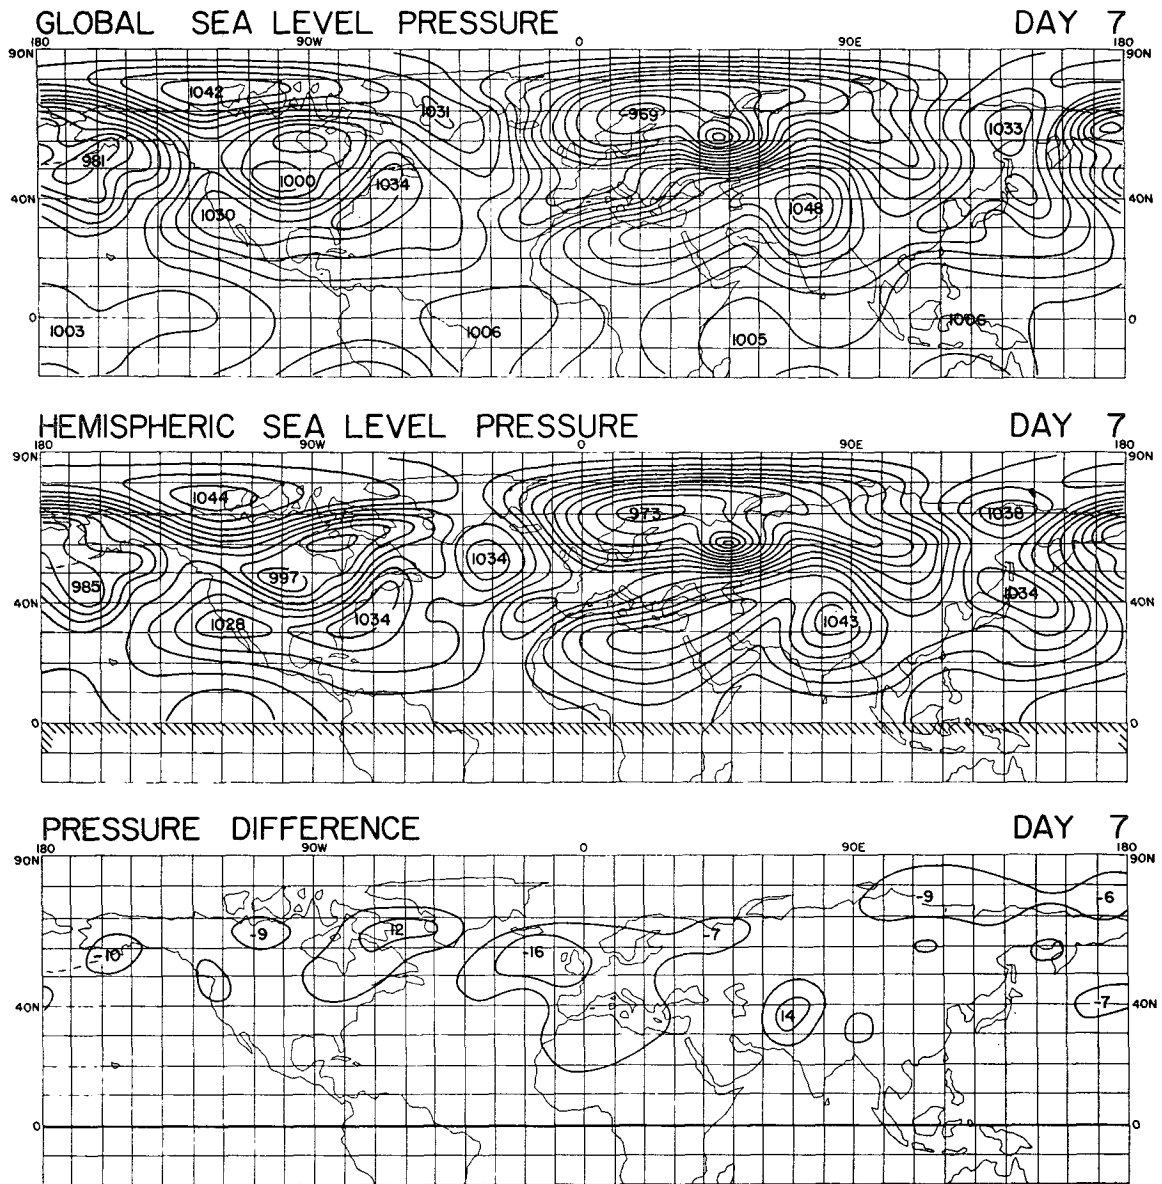 GLOBAL SEA LEVEL PRESSURE DAY 7
180 90W 0 90E 180
90N 90N
1042
1031
969
1033
981
1000
1034
40N 40N
1030
1048
0 0
1003
1006
1005
1006
HEMISPHERIC SEA LEVEL PRESSURE DAY 7
180 90W 0 90E 180
90N 90N
1044
973
1038
1034
985
997
1034
40N 40N
1028
1034
1043
0 0
PRESSURE DIFFERENCE DAY 7
180 90W 0 90E 180
90N 90N
-9
-6
-9
12
-7
-10
-16
40N 40N
-7
14
0 0